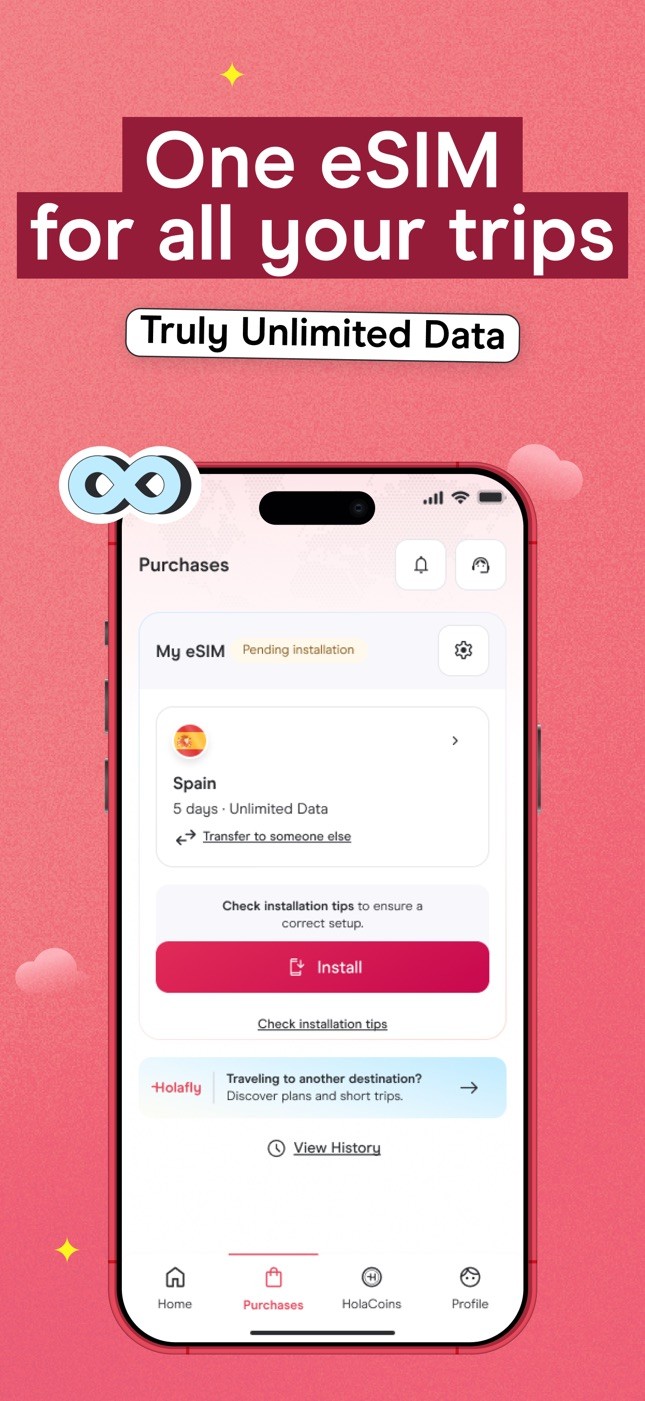 One eSIM
for all your trips
Truly Unlimited Data
Purchases
My eSIM Pending installation
Spain
5 days · Unlimited Data
Transfer to someone else
Check installation tips to ensure a
correct setup.
Install
Check installation tips
Holafly
Traveling to another destination?
Discover plans and short trips.
View History
Home Purchases HolaCoins Profile